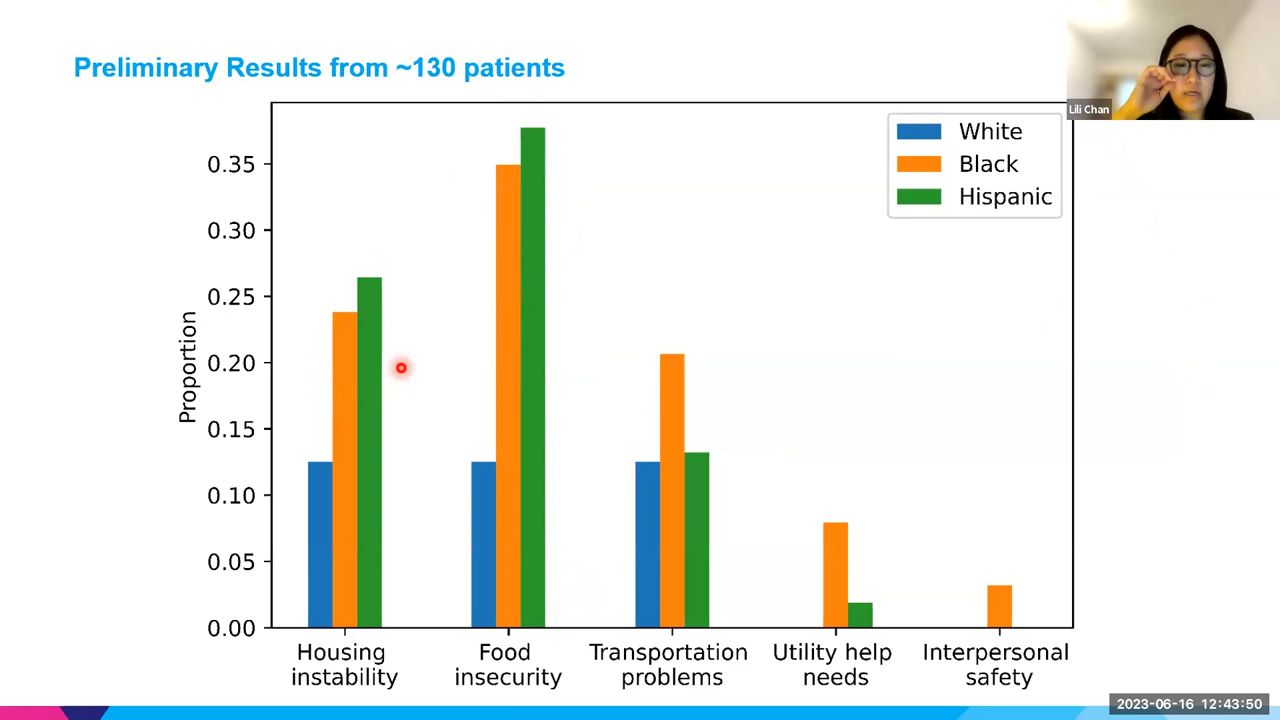 Preliminary Results from ~130 patients
Lili Chan
White
Black
Hispanic
Proportion
0.35
0.30
0.25
0.20
0.15
0.10
0.05
0.00
Housing
instability
Food
insecurity
Transportation
problems
Utility help
needs
Interpersonal
safety
2023-06-16 12:43:50